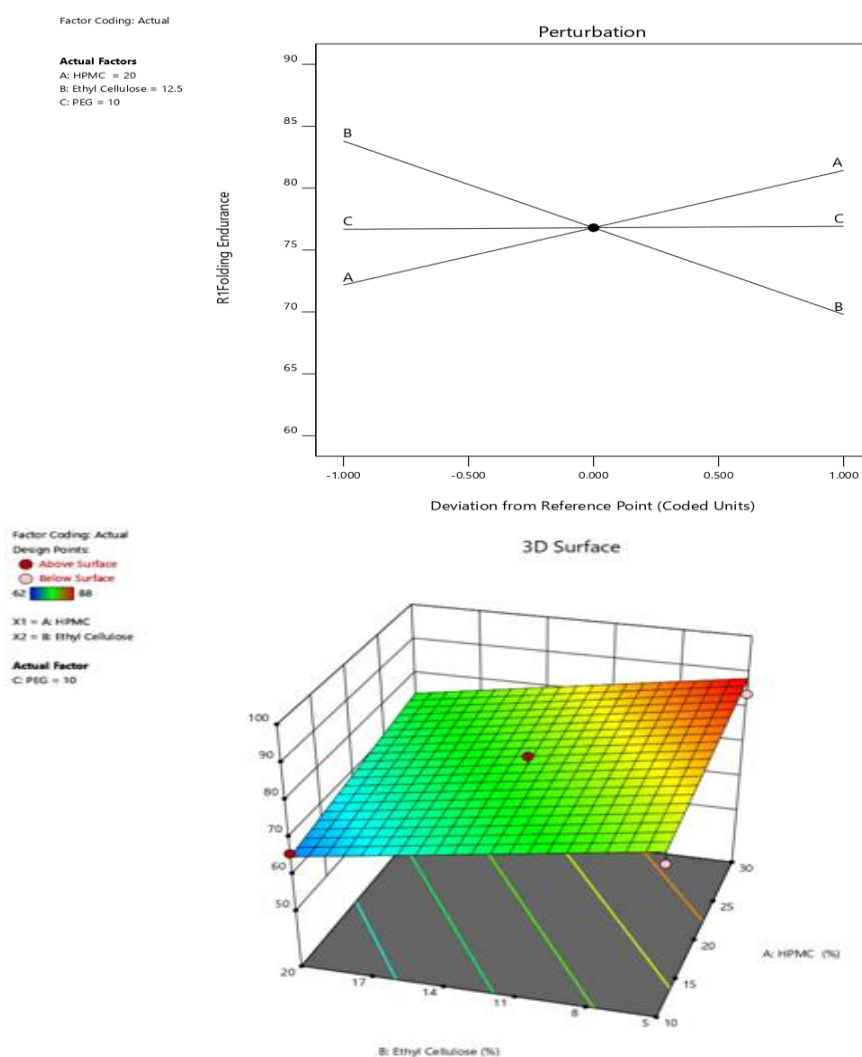 Factor Coding: Actual
Actual Factors
A: HPMC = 20
B: Ethyl Cellulose = 12.5
C: PEG = 10
Perturbation
R1Folding Endurance
90
85
80
75
70
65
60
B
C
A
A
C
B
-1.000 -0.500 0.000 0.500 1.000
Deviation from Reference Point (Coded Units)
Factor Coding: Actual
Design Points:
Above Surface
Below Surface
62 88
X1 = A: HPMC
X2 = B: Ethyl Cellulose
Actual Factor
C: PEG = 10
3D Surface
100
90
80
70
60
50
20 17 14 11 8 5
10 15 20 25 30
A: HPMC (%)
B: Ethyl Cellulose (%)